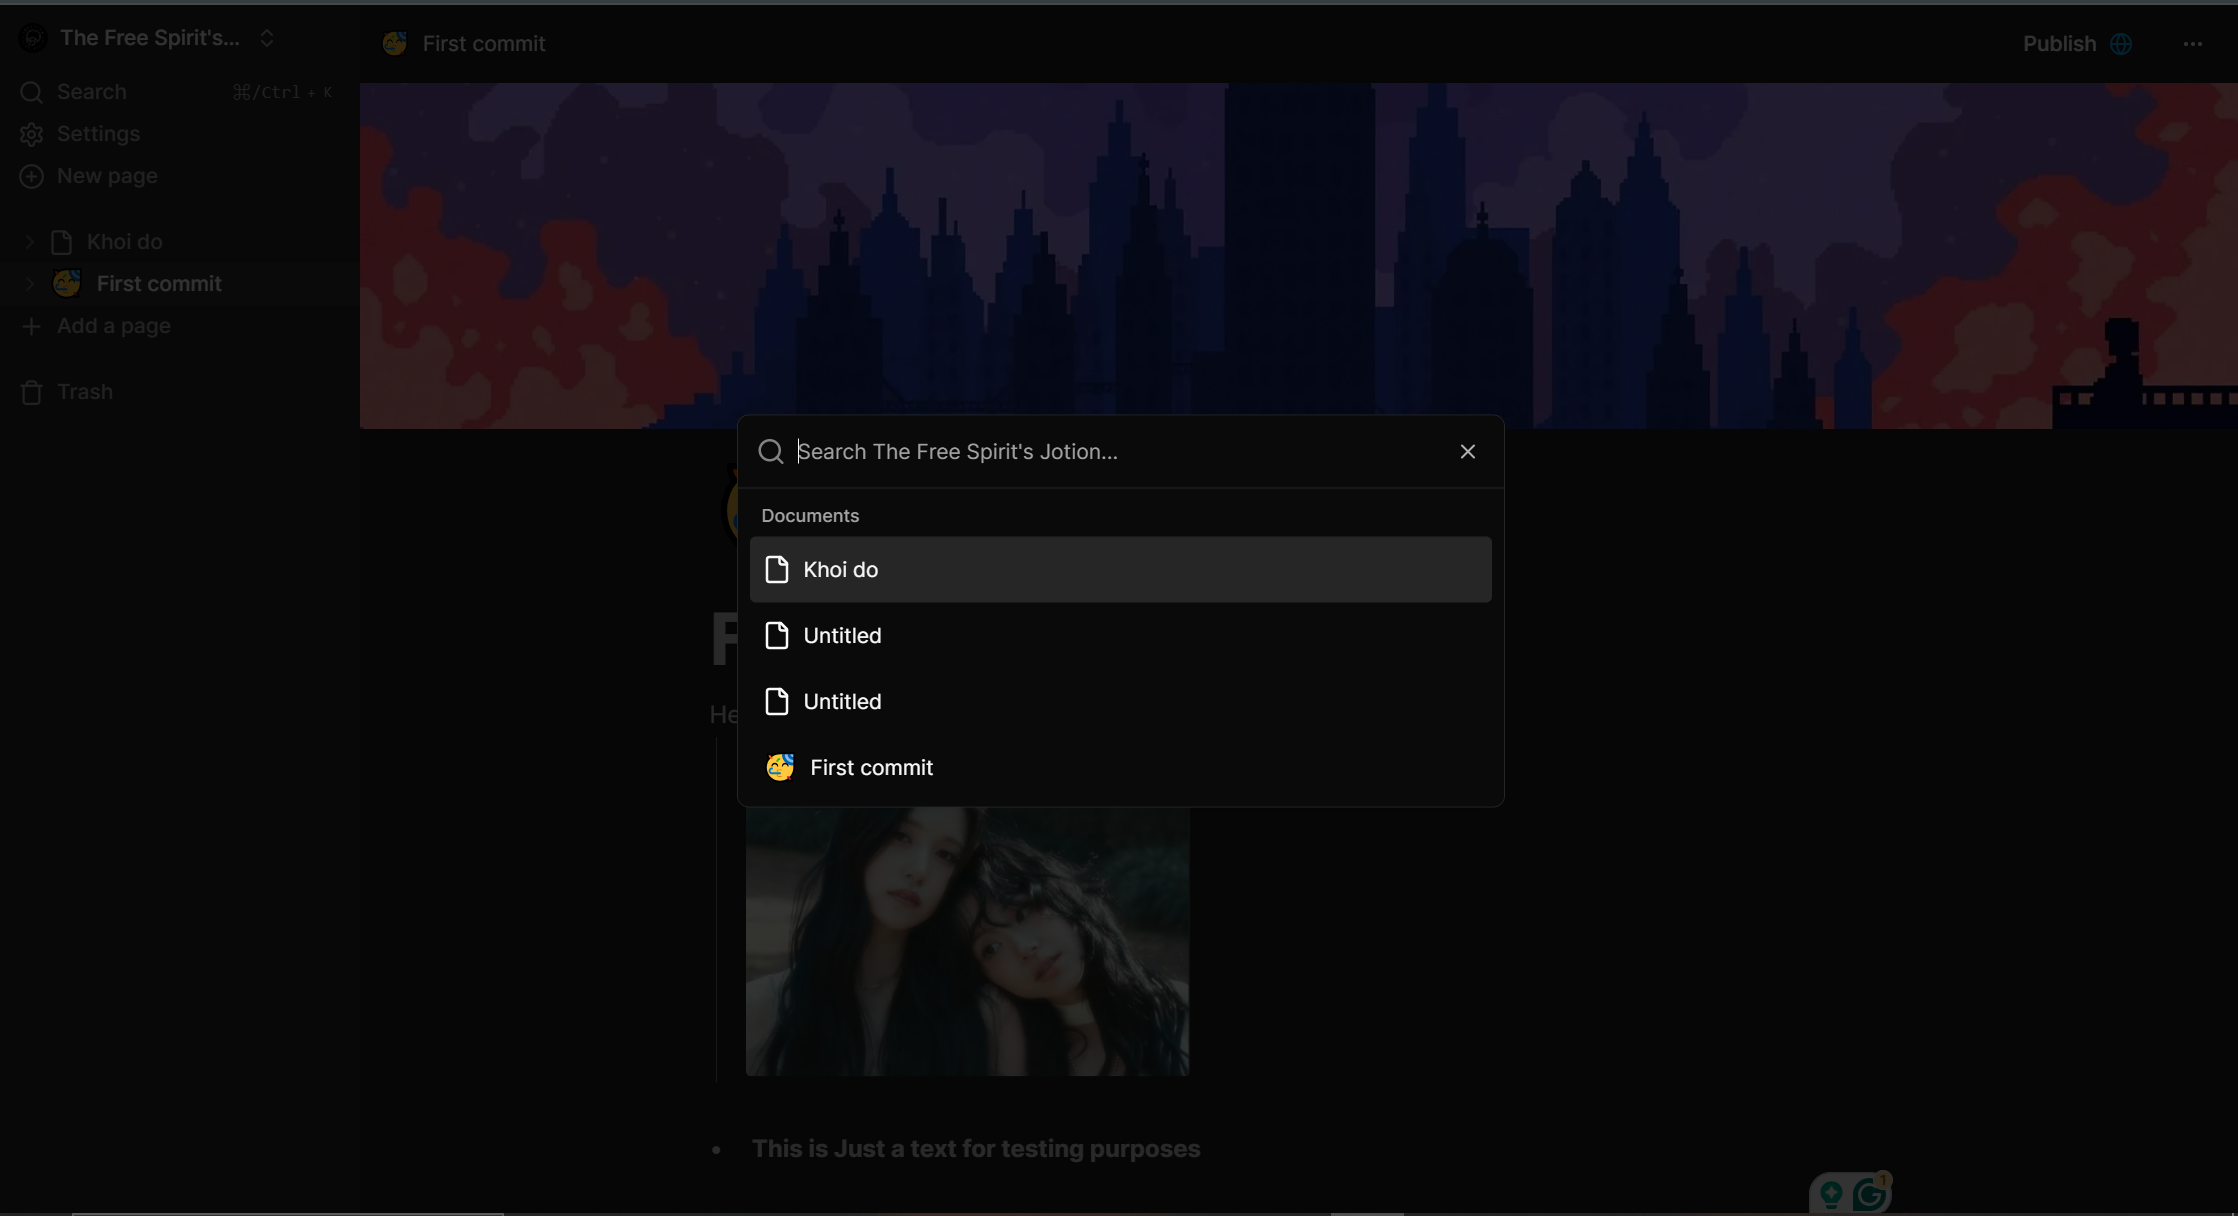 The Free Spirit's...
Search ⌘/Ctrl + K
Settings
New page
Khoi do
First commit
Add a page
Trash
First commit
Publish
Search The Free Spirit's Jotion...
Documents
Khoi do
Untitled
Untitled
First commit
F
He
This is Just a text for testing purposes
1